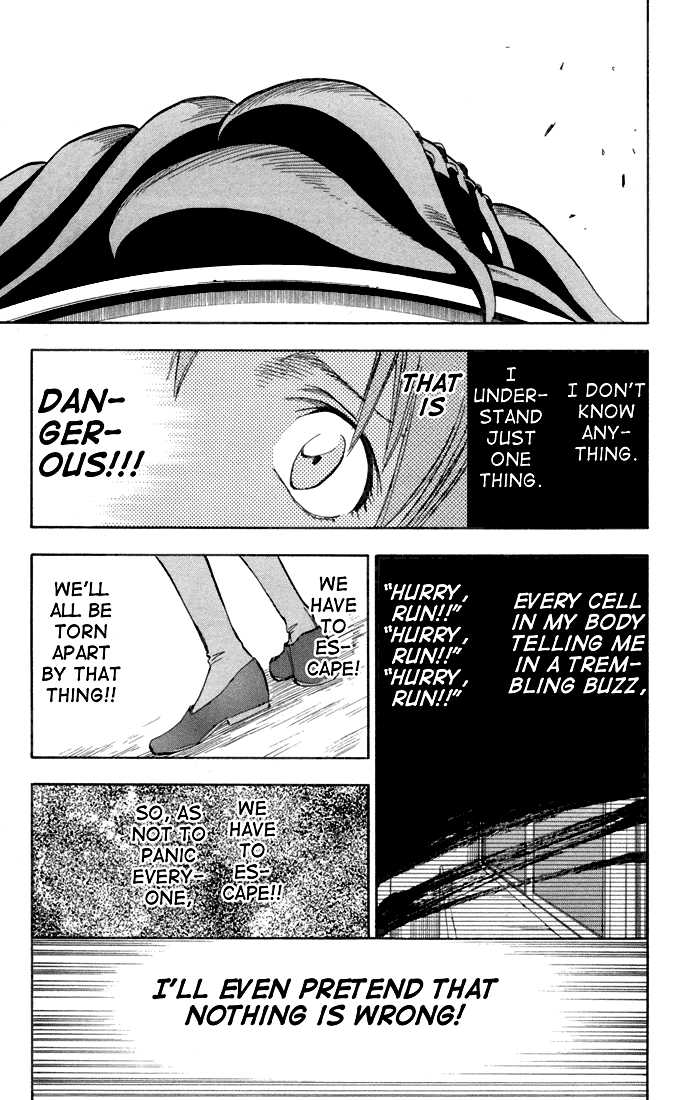 I DON'T
KNOW
ANY-
THING.
I
UNDER-
STAND
JUST
ONE
THING.
THAT
IS
DAN-
GER-
OUS!!!
EVERY CELL
IN MY BODY
TELLING ME
IN A TREM-
BLING BUZZ,
"HURRY,
RUN!!"
"HURRY,
RUN!!"
"HURRY,
RUN!!"
WE
HAVE
TO
ES-
CAPE!
WE'LL
ALL BE
TORN
APART
BY THAT
THING!!
WE
HAVE
TO
ES-
CAPE!!
SO, AS
NOT TO
PANIC
EVERY-
ONE,
I'LL EVEN PRETEND THAT
NOTHING IS WRONG!